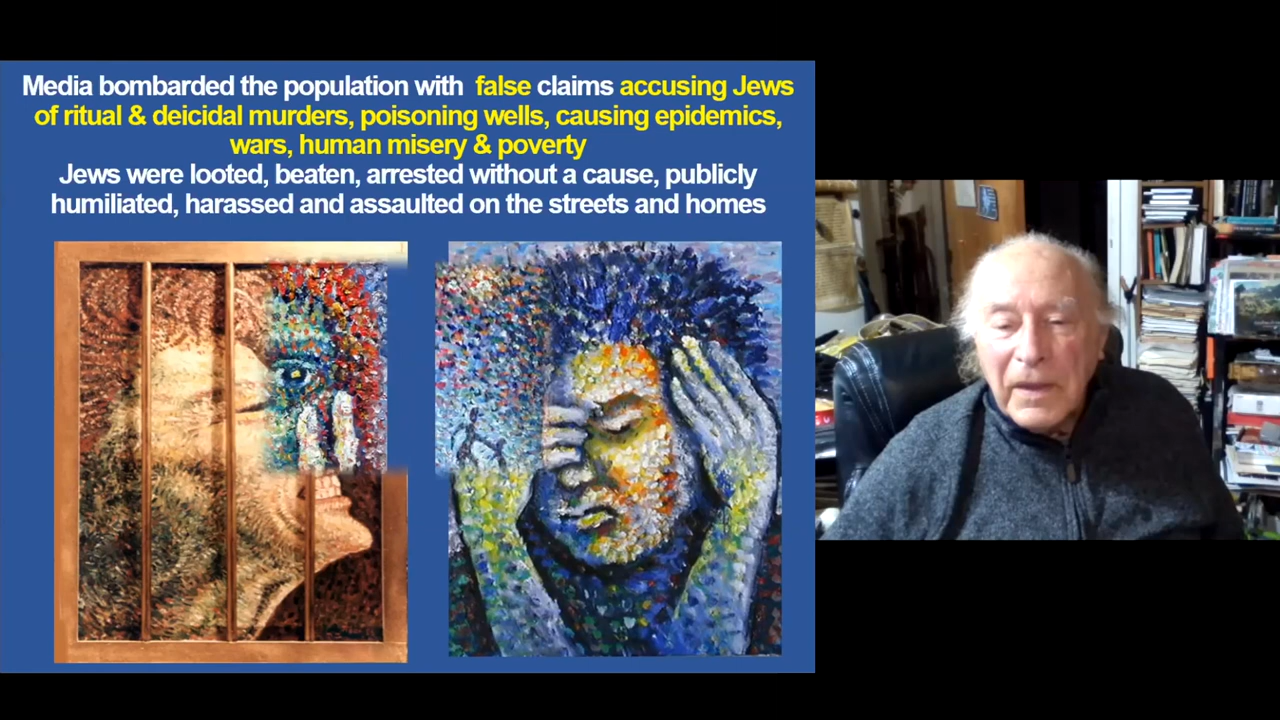 Media bombarded the population with false claims accusing Jews
of ritual & deicidal murders, poisoning wells, causing epidemics,
wars, human misery & poverty
Jews were looted, beaten, arrested without a cause, publicly
humiliated, harassed and assaulted on the streets and homes